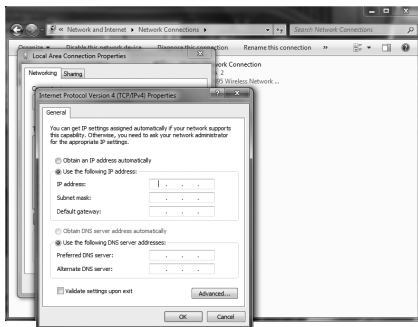 « Network and Internet ▸ Network Connections ▸
Search Network Connections
Organize Disable this network device Diagnose this connection Rename this connection »
Local Area Connection Properties
Networking Sharing
Internet Protocol Version 4 (TCP/IPv4) Properties
General
You can get IP settings assigned automatically if your network supports
this capability. Otherwise, you need to ask your network administrator
for the appropriate IP settings.
Obtain an IP address automatically
Use the following IP address:
IP address:
Subnet mask:
Default gateway:
Obtain DNS server address automatically
Use the following DNS server addresses:
Preferred DNS server:
Alternate DNS server:
Validate settings upon exit
Advanced...
OK Cancel
work Connection
2
95 Wireless Network ...